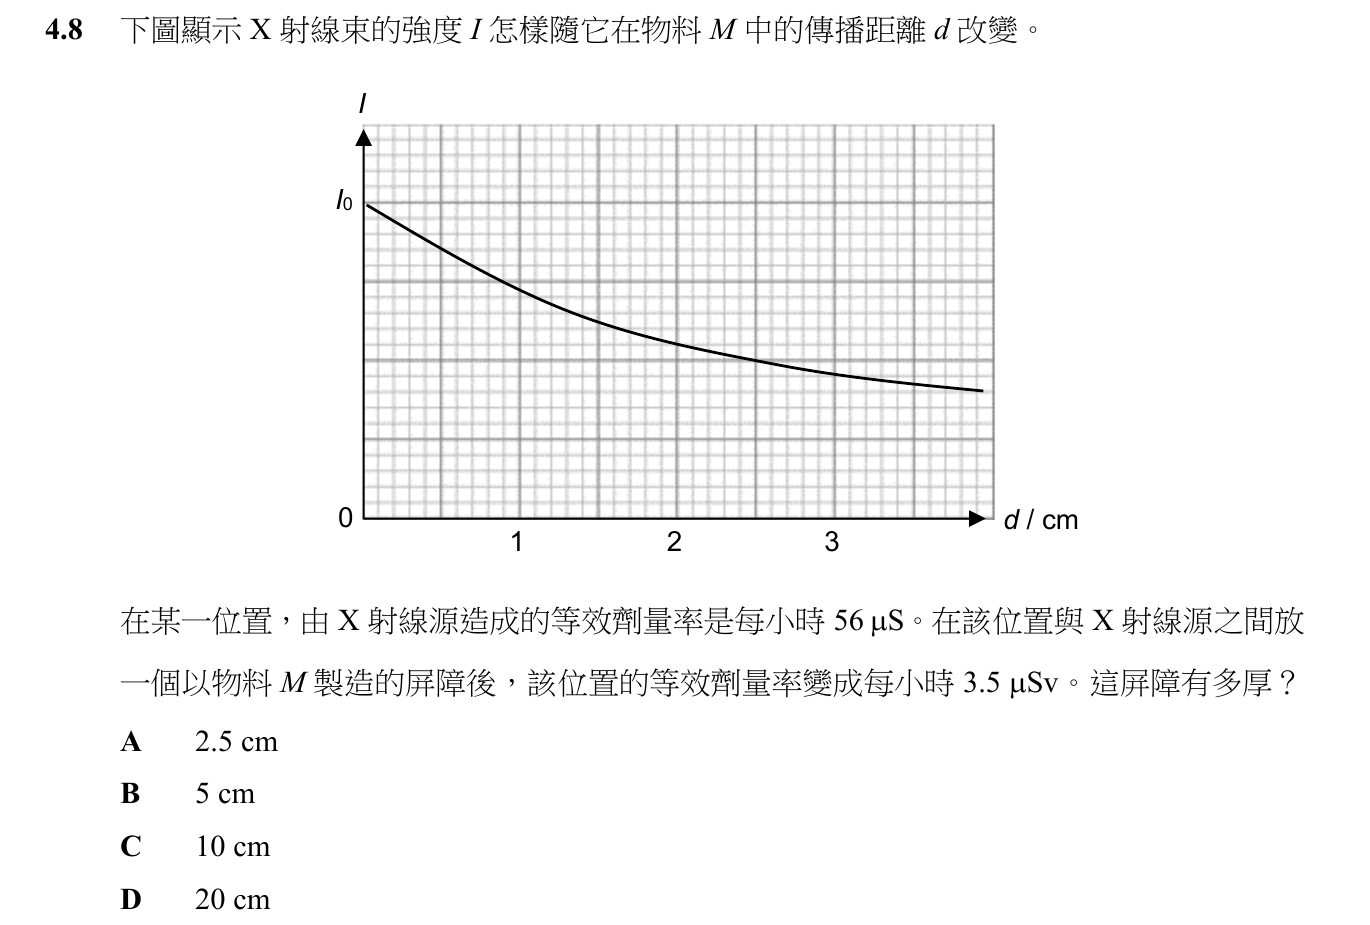 4.8 下圖顯示 X 射線束的強度 I 怎樣隨它在物料 M 中的傳播距離 d 改變。
I
I0
0
d / cm
1 2 3
在某一位置，由 X 射線源造成的等效劑量率是每小時 56 μS。在該位置與 X 射線源之間放
一個以物料 M 製造的屏障後，該位置的等效劑量率變成每小時 3.5 μSv。這屏障有多厚？
A 2.5 cm
B 5 cm
C 10 cm
D 20 cm